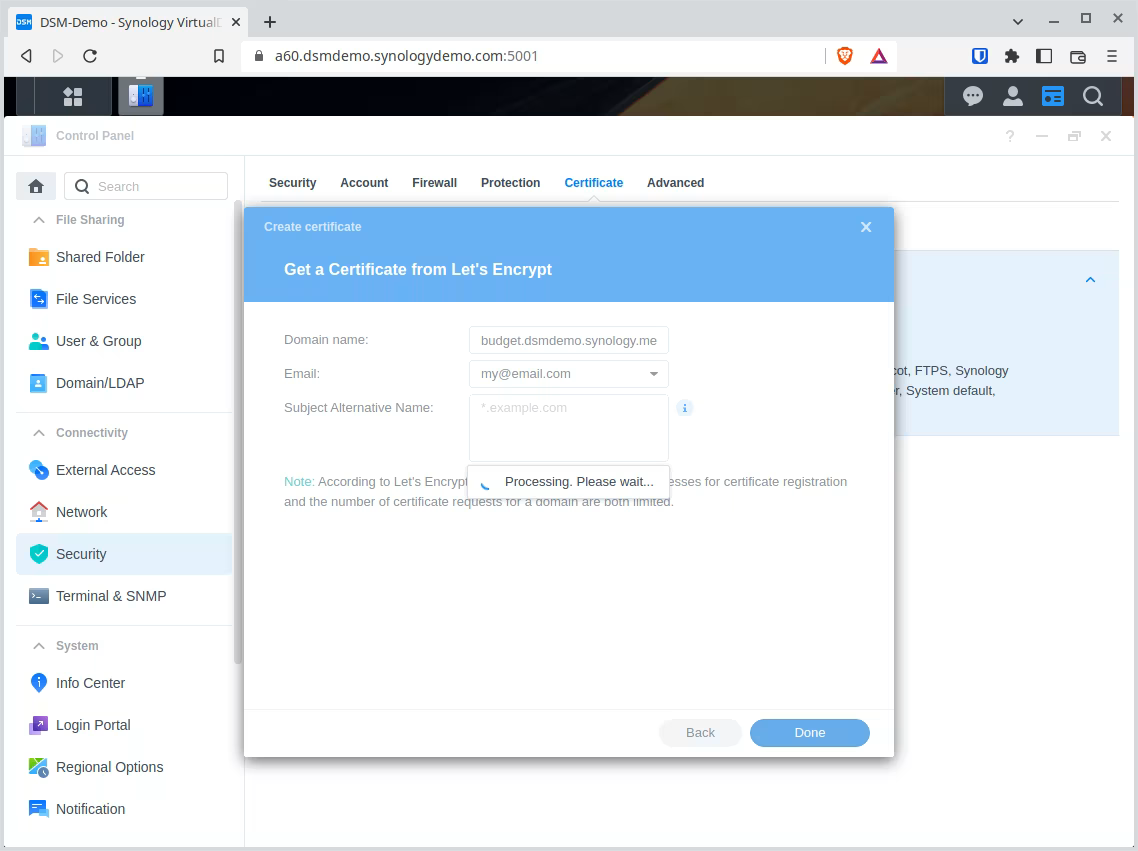 DSM-Demo - Synology Virtual
a60.dsmdemo.synologydemo.com:5001
Control Panel
Search
Security Account Firewall Protection Certificate Advanced
File Sharing
Shared Folder
File Services
User & Group
Domain/LDAP
Connectivity
External Access
Network
Security
Terminal & SNMP
System
Info Center
Login Portal
Regional Options
Notification
Create certificate
Get a Certificate from Let's Encrypt
Domain name: budget.dsmdemo.synology.me
Email: my@email.com
Subject Alternative Name: *.example.com
Processing. Please wait...
Note: According to Let's Encrypt for certificate registration
and the number of certificate requests for a domain are both limited.
FTPS, Synology
System default,
Back Done